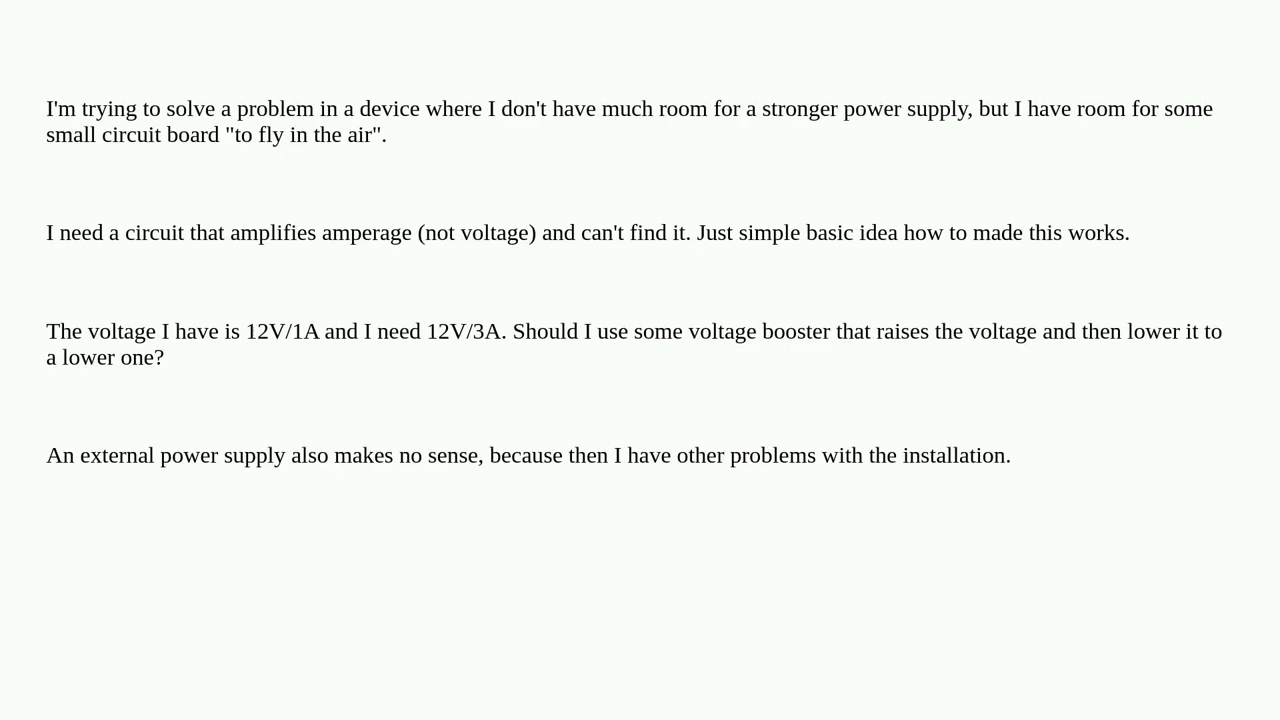 I'm trying to solve a problem in a device where I don't have much room for a stronger power supply, but I have room for some
small circuit board "to fly in the air".
I need a circuit that amplifies amperage (not voltage) and can't find it. Just simple basic idea how to made this works.
The voltage I have is 12V/1A and I need 12V/3A. Should I use some voltage booster that raises the voltage and then lower it to
a lower one?
An external power supply also makes no sense, because then I have other problems with the installation.